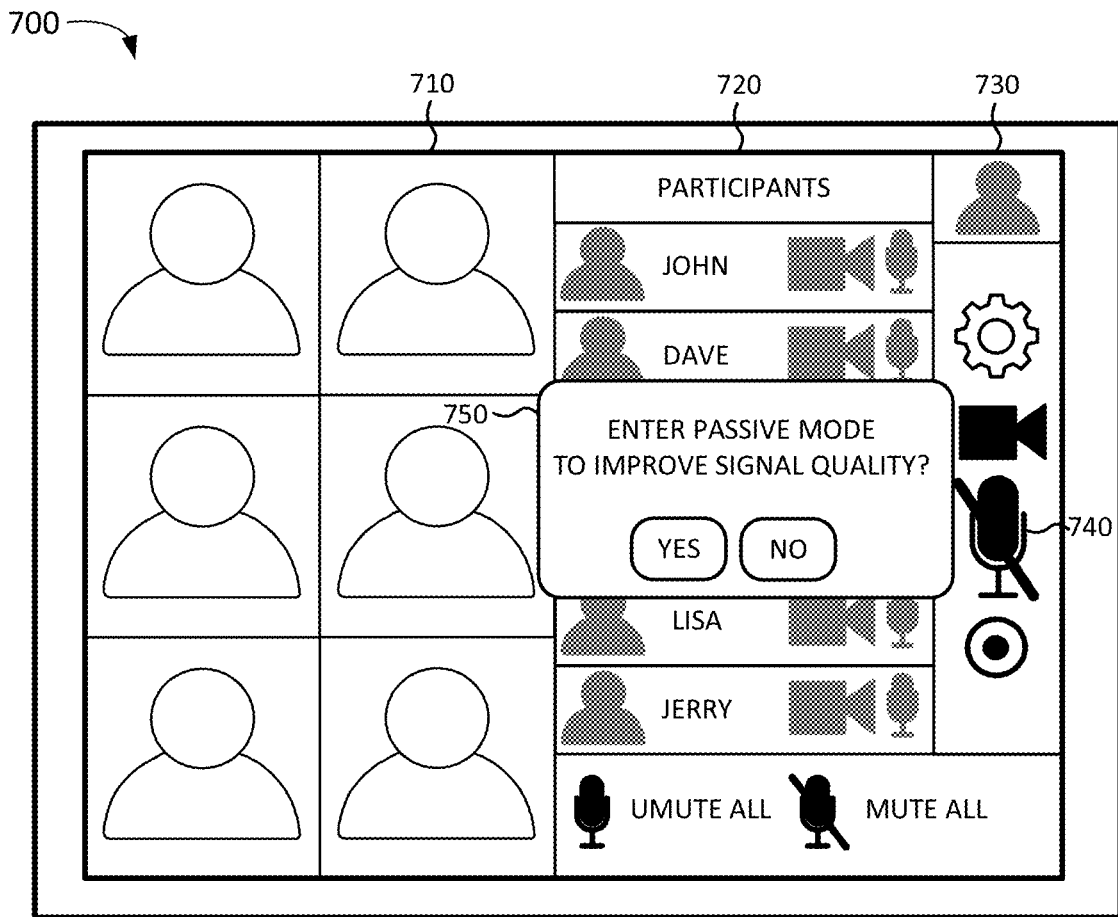 700
710
720
730
PARTICIPANTS
JOHN
DAVE
750
ENTER PASSIVE MODE
TO IMPROVE SIGNAL QUALITY?
YES
NO
740
LISA
JERRY
UMUTE ALL
MUTE ALL